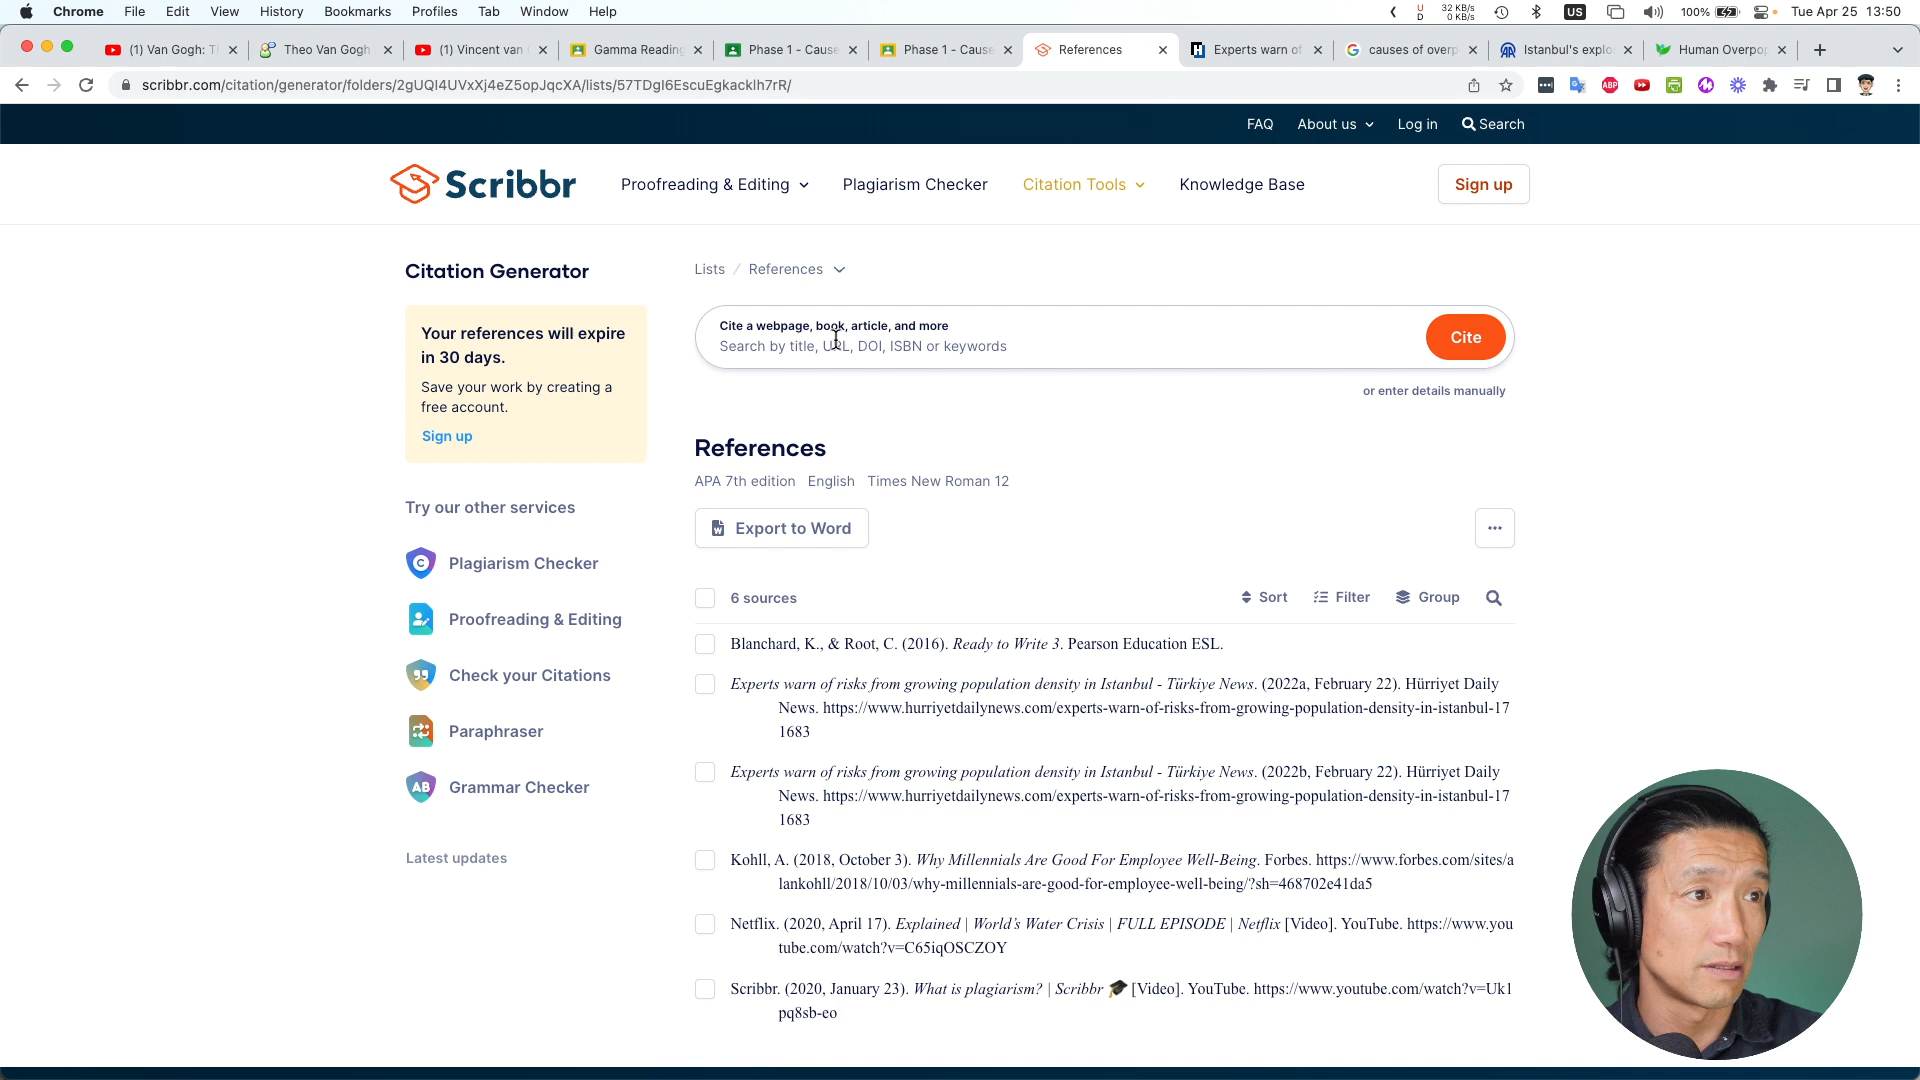 Chrome File Edit View History Bookmarks Profiles Tab Window Help
U 32 KB/s
D 0 KB/s
US 100% Tue Apr 25 13:50
(1) Van Gogh: T
Theo Van Gogh
(1) Vincent van
Gamma Reading
Phase 1 - Cause
Phase 1 - Cause
References
Experts warn of
causes of overp
Istanbul's explo
Human Overpop
scribbr.com/citation/generator/folders/2gUQI4UVxXj4eZ5opJqcXA/lists/57TDgI6EscuEgkacklh7rR/
ABP
FAQ About us Log in Search
Scribbr Proofreading & Editing Plagiarism Checker Citation Tools Knowledge Base Sign up
Citation Generator
Your references will expire
in 30 days.
Save your work by creating a
free account.
Sign up
Try our other services
Plagiarism Checker
Proofreading & Editing
Check your Citations
Paraphraser
AB Grammar Checker
Latest updates
Lists / References
Cite a webpage, book, article, and more
Search by title, URL, DOI, ISBN or keywords
Cite
or enter details manually
References
APA 7th edition English Times New Roman 12
Export to Word
6 sources Sort Filter Group
Blanchard, K., & Root, C. (2016). Ready to Write 3. Pearson Education ESL.
Experts warn of risks from growing population density in Istanbul - Türkiye News. (2022a, February 22). Hürriyet Daily
News. https://www.hurriyetdailynews.com/experts-warn-of-risks-from-growing-population-density-in-istanbul-17
1683
Experts warn of risks from growing population density in Istanbul - Türkiye News. (2022b, February 22). Hürriyet Daily
News. https://www.hurriyetdailynews.com/experts-warn-of-risks-from-growing-population-density-in-istanbul-17
1683
Kohll, A. (2018, October 3). Why Millennials Are Good For Employee Well-Being. Forbes. https://www.forbes.com/sites/a
lankohll/2018/10/03/why-millennials-are-good-for-employee-well-being/?sh=468702e41da5
Netflix. (2020, April 17). Explained | World's Water Crisis | FULL EPISODE | Netflix [Video]. YouTube. https://www.you
tube.com/watch?v=C65iqOSCZOY
Scribbr. (2020, January 23). What is plagiarism? | Scribbr 🎓 [Video]. YouTube. https://www.youtube.com/watch?v=Uk1
pq8sb-eo